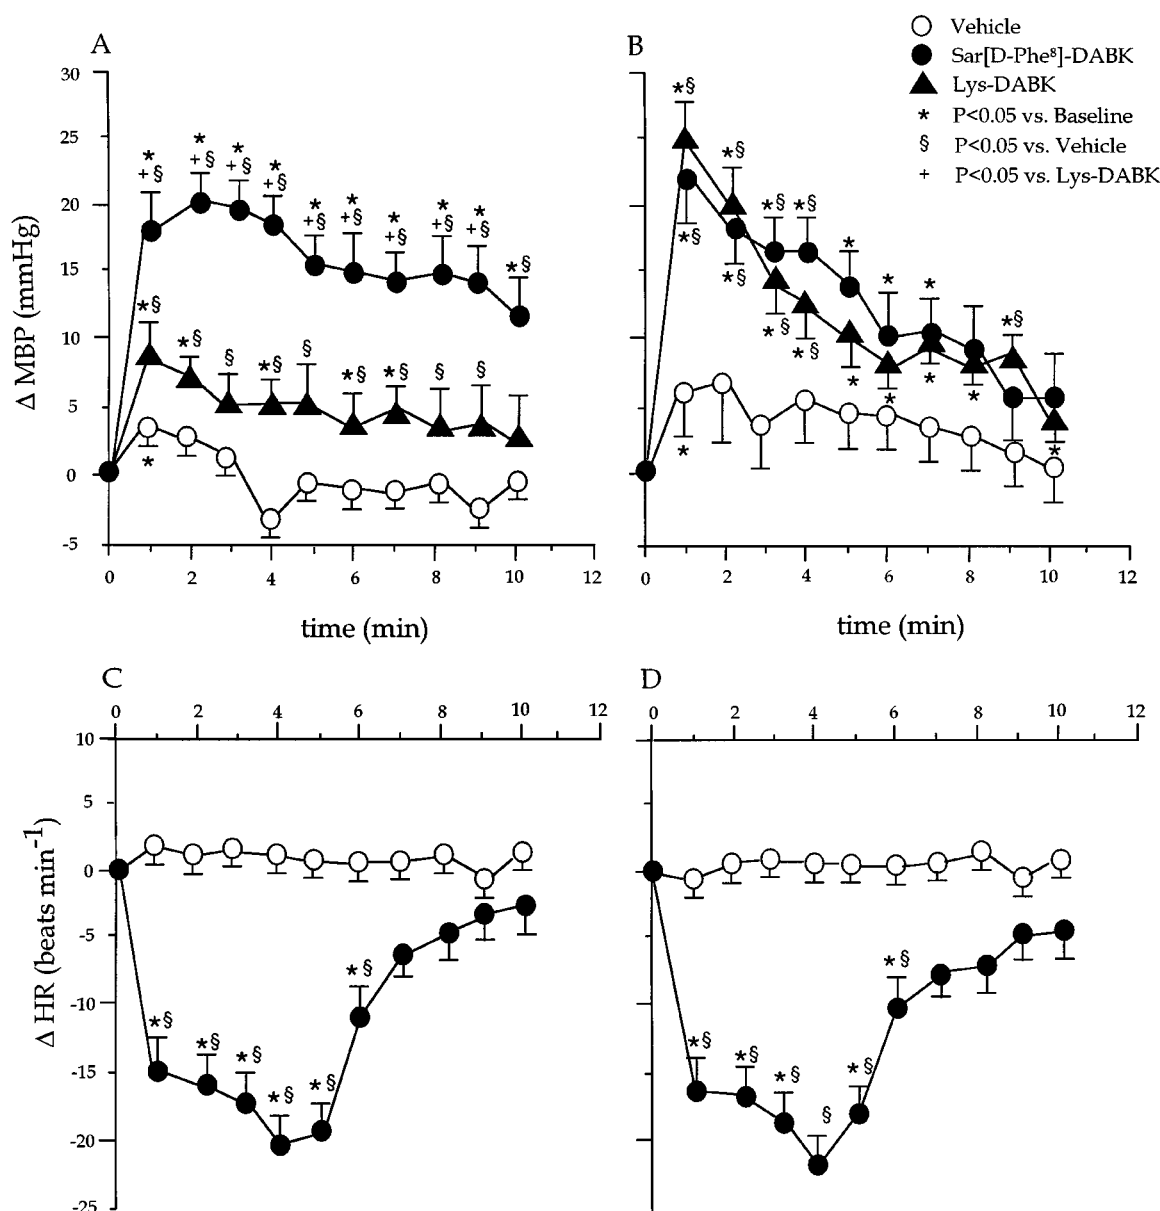 A
B
Vehicle
Sar[D-Phe⁸]-DABK
Lys-DABK
* P<0.05 vs. Baseline
§ P<0.05 vs. Vehicle
+ P<0.05 vs. Lys-DABK
Δ MBP (mmHg)
30
25
20
15
10
5
0
-5
* * * * * * * * *
+§ +§ +§ +§ +§ +§ +§ +§ +§ *§
*§ *§ § *§ § *§ *§ § §
*
*§
*§
*§ *§
* * * *§
*§ *§ *§ *§ * * * *
* *
0 2 4 6 8 10 12
0 2 4 6 8 10 12
time (min)
time (min)
C
D
0 2 4 6 8 10 12
0 2 4 6 8 10 12
Δ HR (beats min⁻¹)
10
5
0
-5
-10
-15
-20
-25
*§ *§ *§ *§ *§ *§
*§ *§ *§ § *§ *§